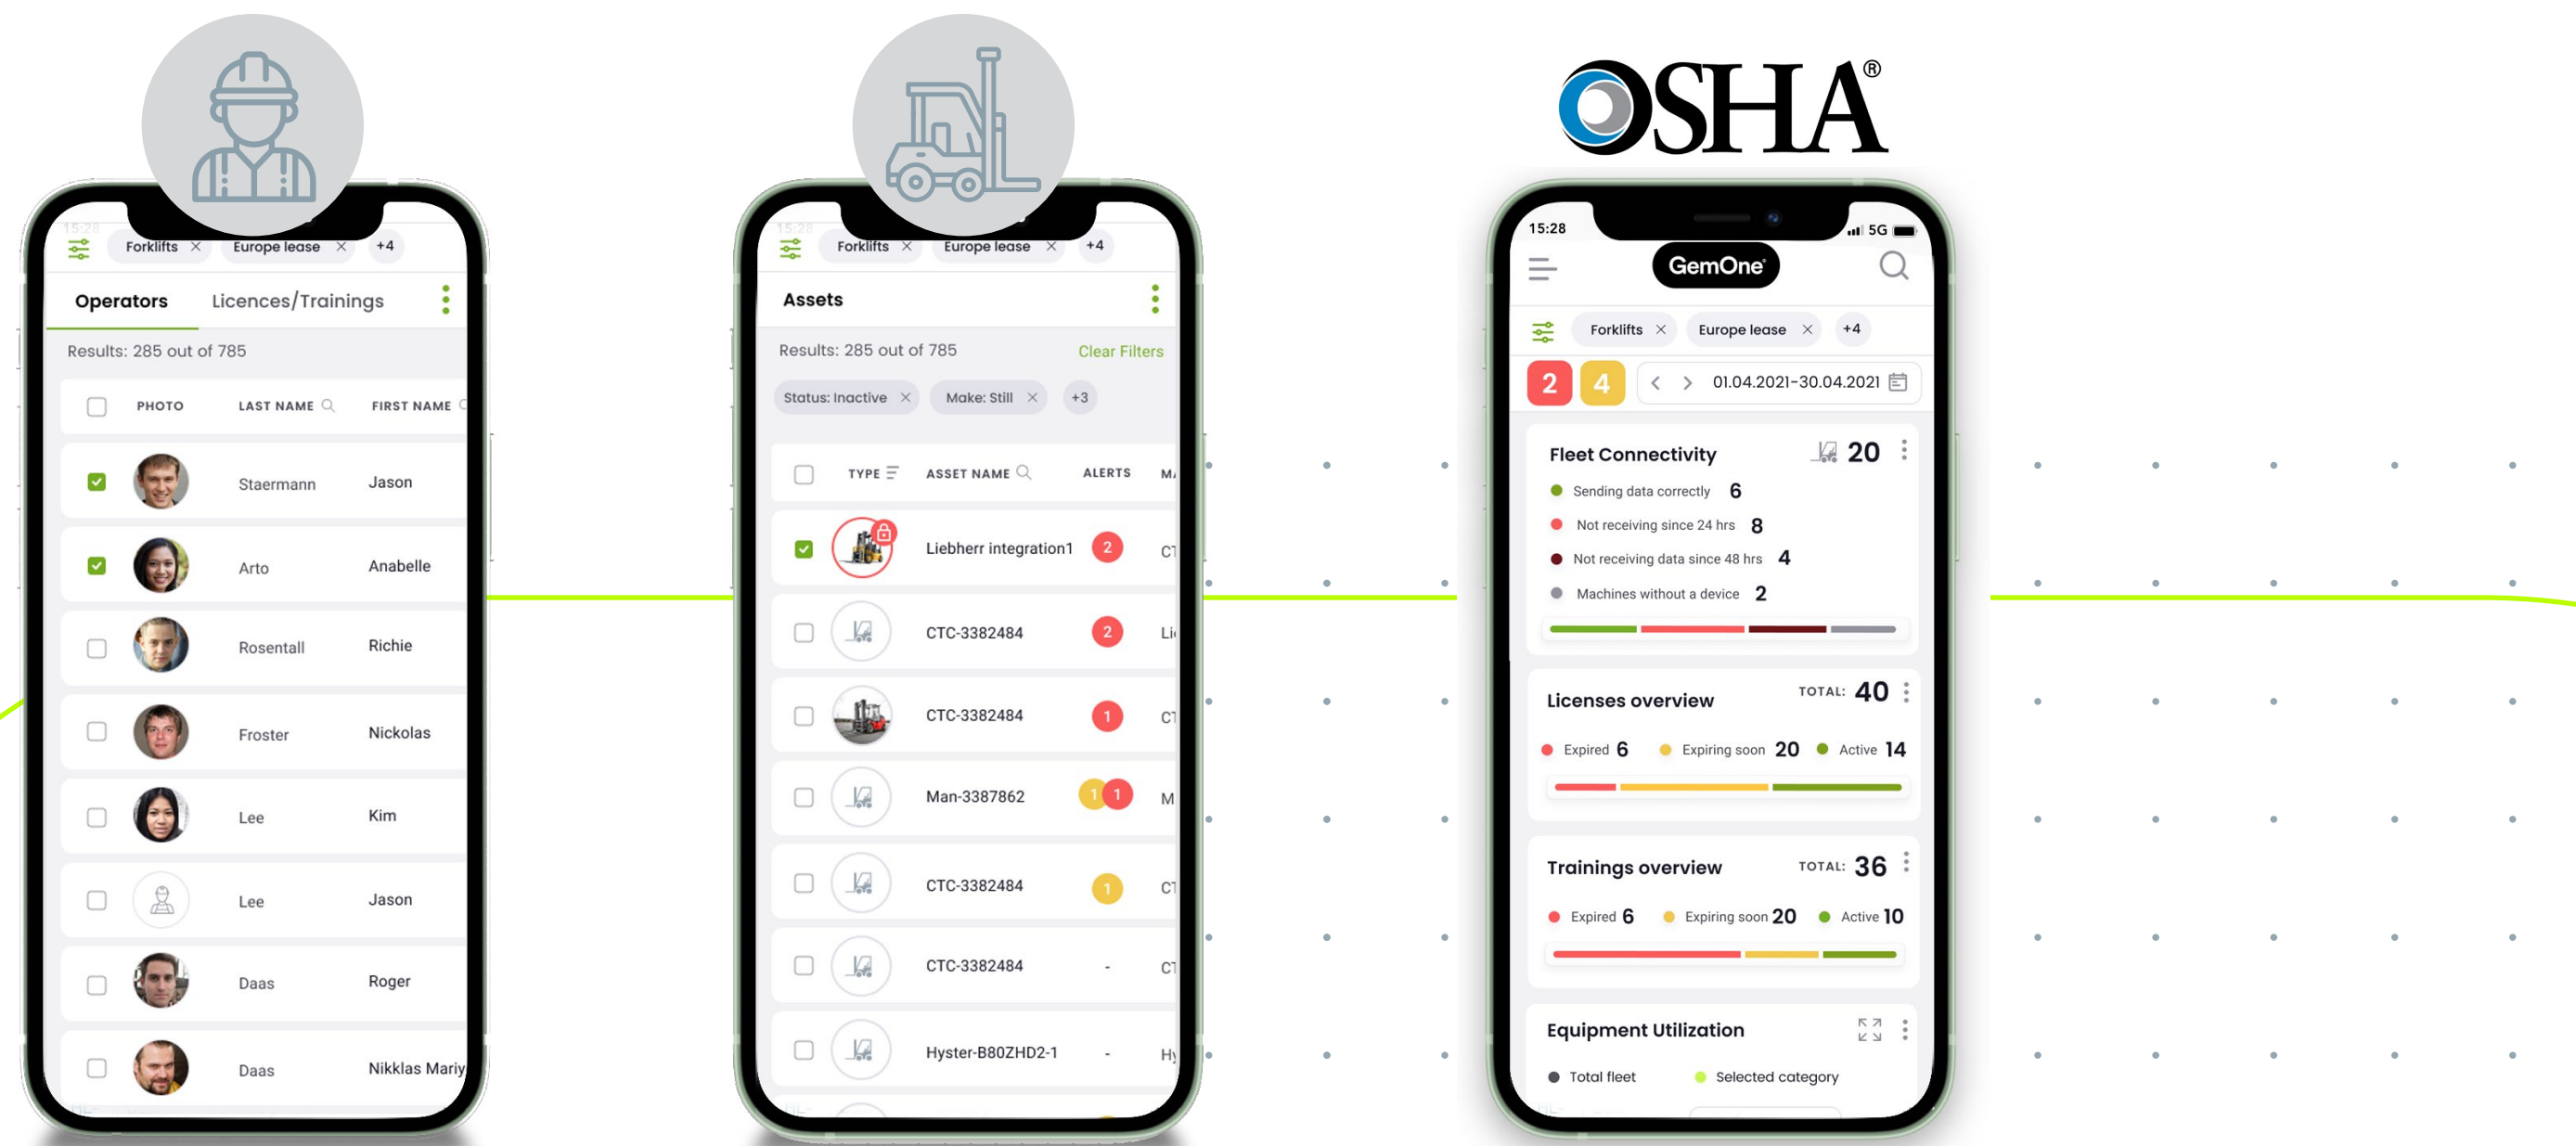 Forklifts Europe lease +4
Operators Licences/Trainings
Results: 285 out of 785
PHOTO LAST NAME FIRST NAME
Staermann Jason
Arto Anabelle
Rosentall Richie
Froster Nickolas
Lee Kim
Lee Jason
Daas Roger
Daas Nikklas Mariy
15:28
Forklifts Europe lease +4
Assets
Results: 285 out of 785 Clear Filters
Status: Inactive Make: Still +3
TYPE ASSET NAME ALERTS
Liebherr integration1 2 CT
CTC-3382484 2
CTC-3382484 1 CT
Man-3387862 1 1 M
CTC-3382484 1 CT
CTC-3382484 - CT
Hyster-B80ZHD2-1 - Hy
OSHA®
15:28 5G
GemOne®
Forklifts Europe lease +4
2 4 01.04.2021-30.04.2021
Fleet Connectivity 20
Sending data correctly 6
Not receiving since 24 hrs 8
Not receiving data since 48 hrs 4
Machines without a device 2
Licenses overview TOTAL: 40
Expired 6 Expiring soon 20 Active 14
Trainings overview TOTAL: 36
Expired 6 Expiring soon 20 Active 10
Equipment Utilization
Total fleet Selected category